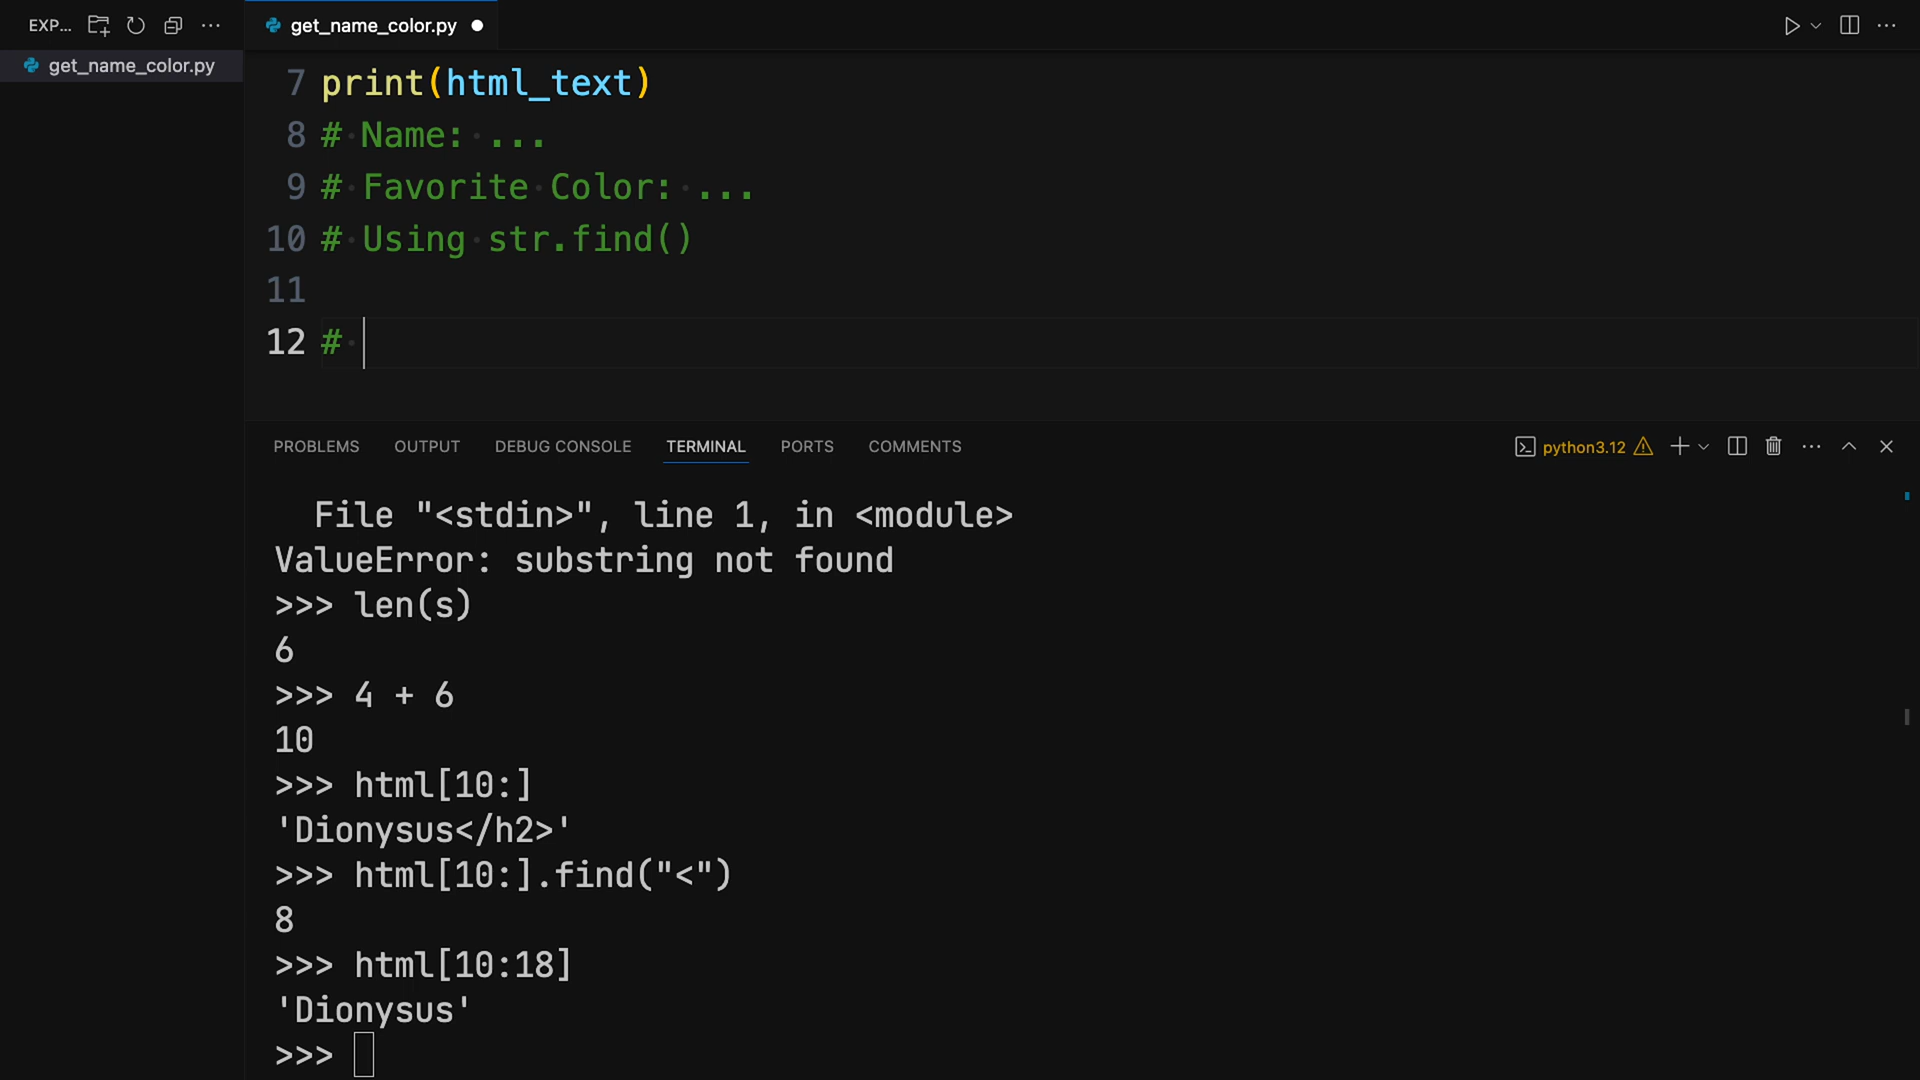 EXP...
get_name_color.py
get_name_color.py
7 print(html_text)
8 # Name: ...
9 # Favorite Color: ...
10 # Using str.find()
11
12 #
PROBLEMS OUTPUT DEBUG CONSOLE TERMINAL PORTS COMMENTS python3.12
File "<stdin>", line 1, in <module>
ValueError: substring not found
>>> len(s)
6
>>> 4 + 6
10
>>> html[10:]
'Dionysus</h2>'
>>> html[10:].find("<")
8
>>> html[10:18]
'Dionysus'
>>>